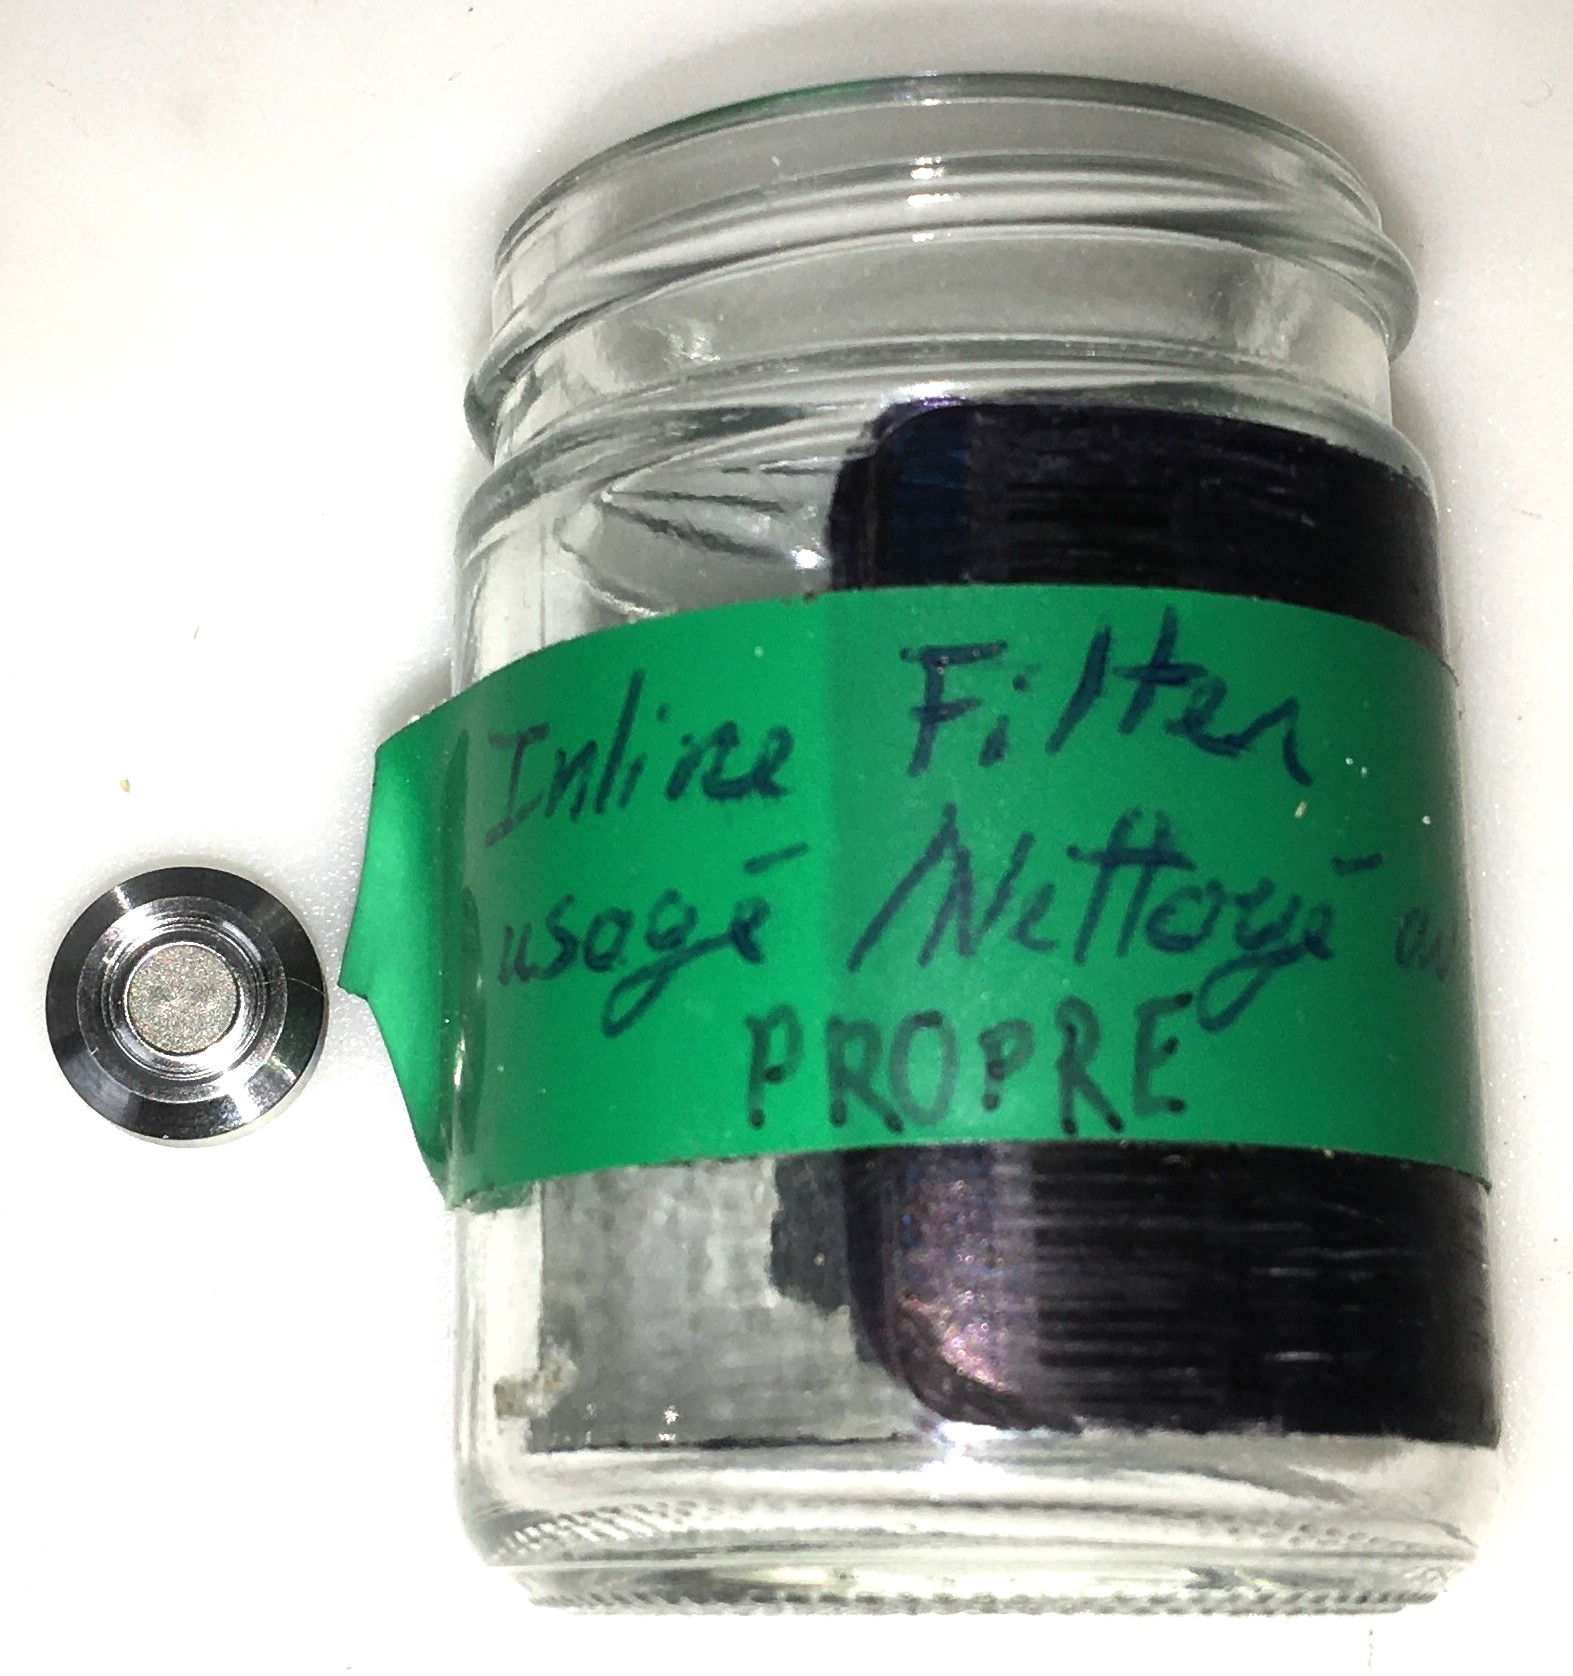 Inline Filter
usagé Nettoyé
PROPRE